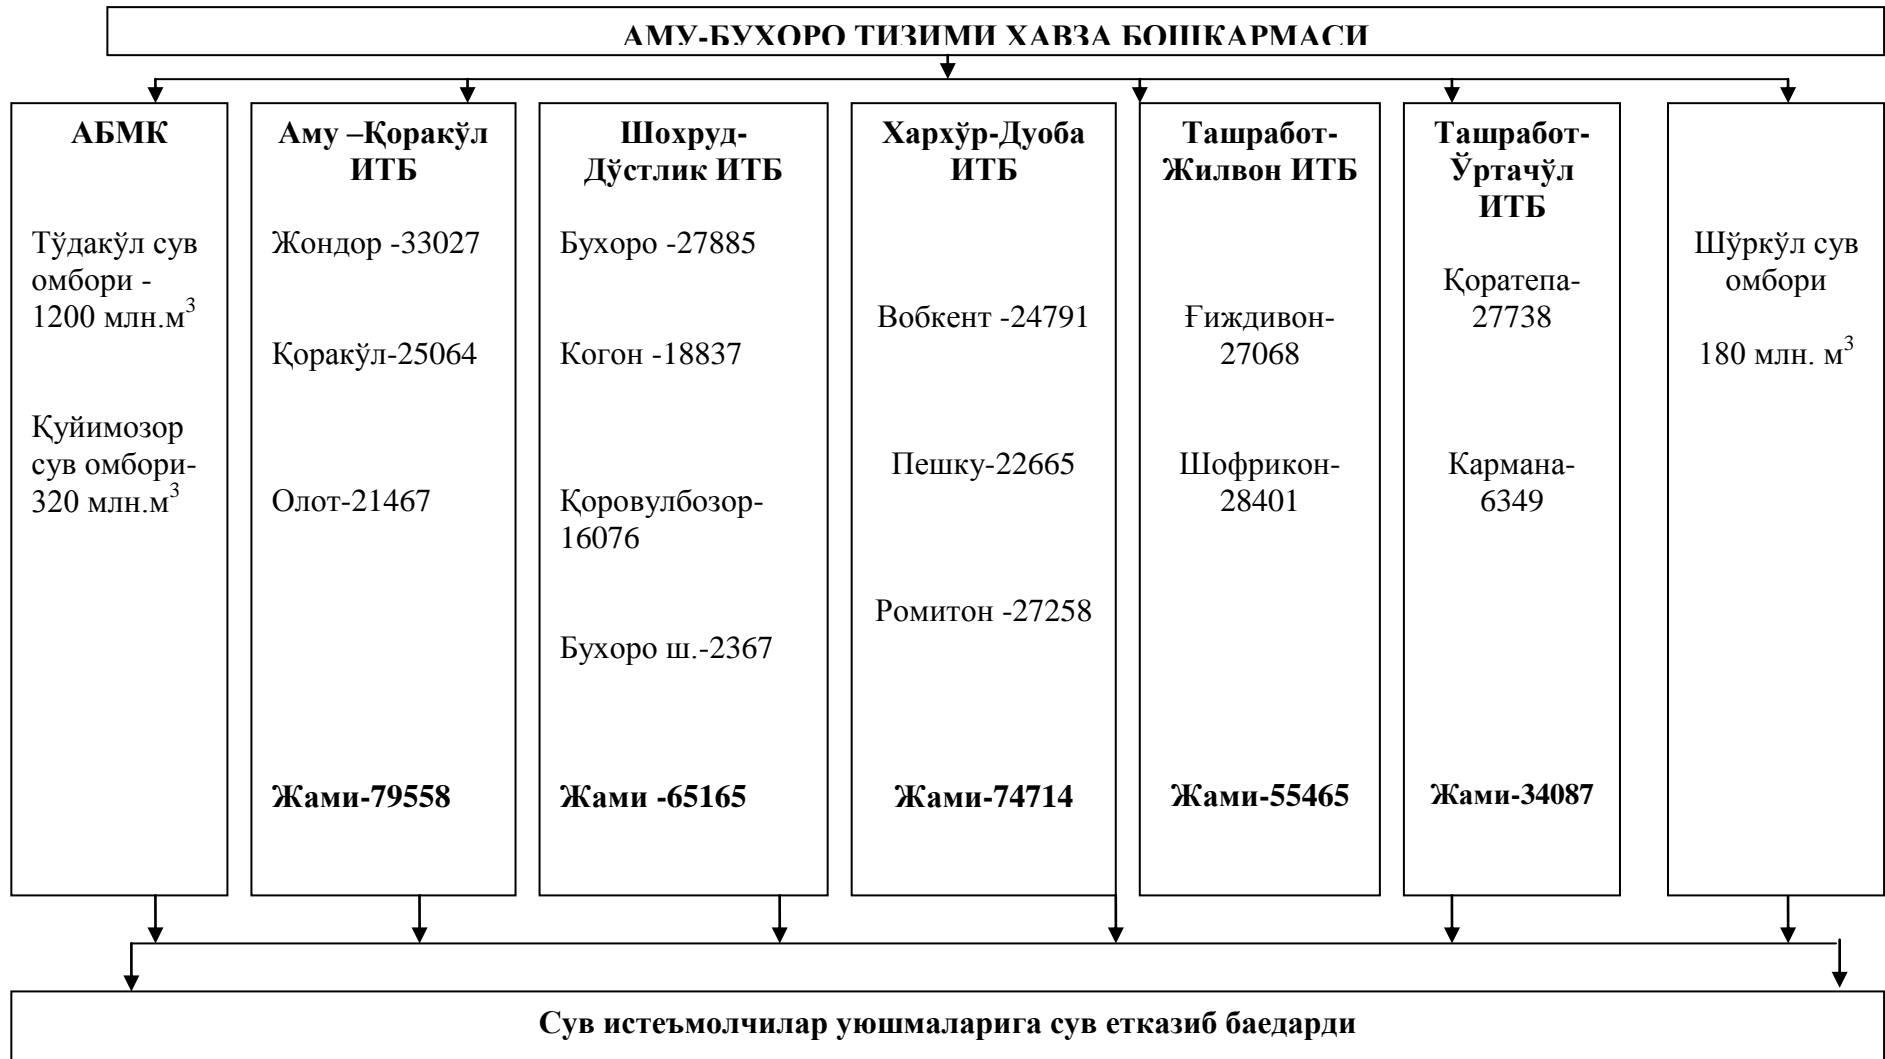 АМУ-БУХОРО ТИЗИМИ ХАВЗА БОШКАРМАСИ
АБМК
Тўдакўл сув
омбори -
1200 млн.м³
Қуйимозор
сув омбори-
320 млн.м³
Аму –Қоракўл
ИТБ
Жондор -33027
Қоракўл-25064
Олот-21467
Жами-79558
Шохруд-
Дўстлик ИТБ
Бухоро -27885
Когон -18837
Қоровулбозор-
16076
Бухоро ш.-2367
Жами -65165
Хархўр-Дуоба
ИТБ
Вобкент -24791
Пешку-22665
Ромитон -27258
Жами-74714
Ташработ-
Жилвон ИТБ
Ғиждивон-
27068
Шофрикон-
28401
Жами-55465
Ташработ-
Ўртачўл
ИТБ
Қоратепа-
27738
Кармана-
6349
Жами-34087
Шўркўл сув
омбори
180 млн. м³
Сув истеъмолчилар уюшмаларига сув етказиб баедарди